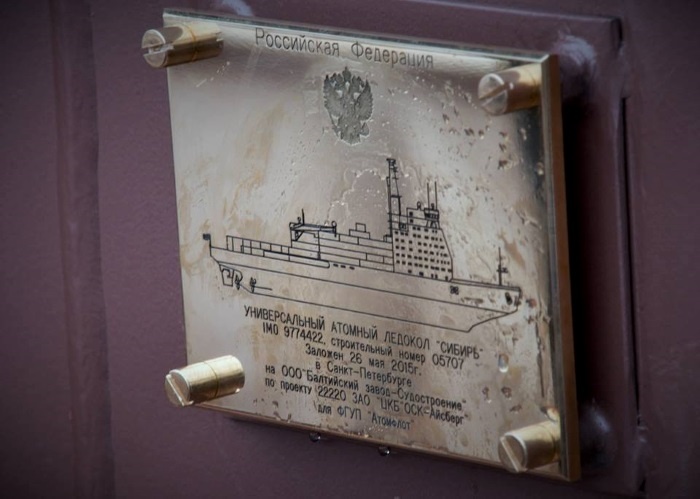 Российская Федерация
УНИВЕРСАЛЬНЫЙ АТОМНЫЙ ЛЕДОКОЛ "СИБИРЬ"
IMO 9774422, строительный номер 05707
Заложен 26 мая 2015г.
в Санкт-Петербурге
на ООО"Балтийский завод-Судостроение"
по проекту 22220 ЗАО "ЦКБ"ОСК-Айсберг"
для ФГУП "Атомфлот"